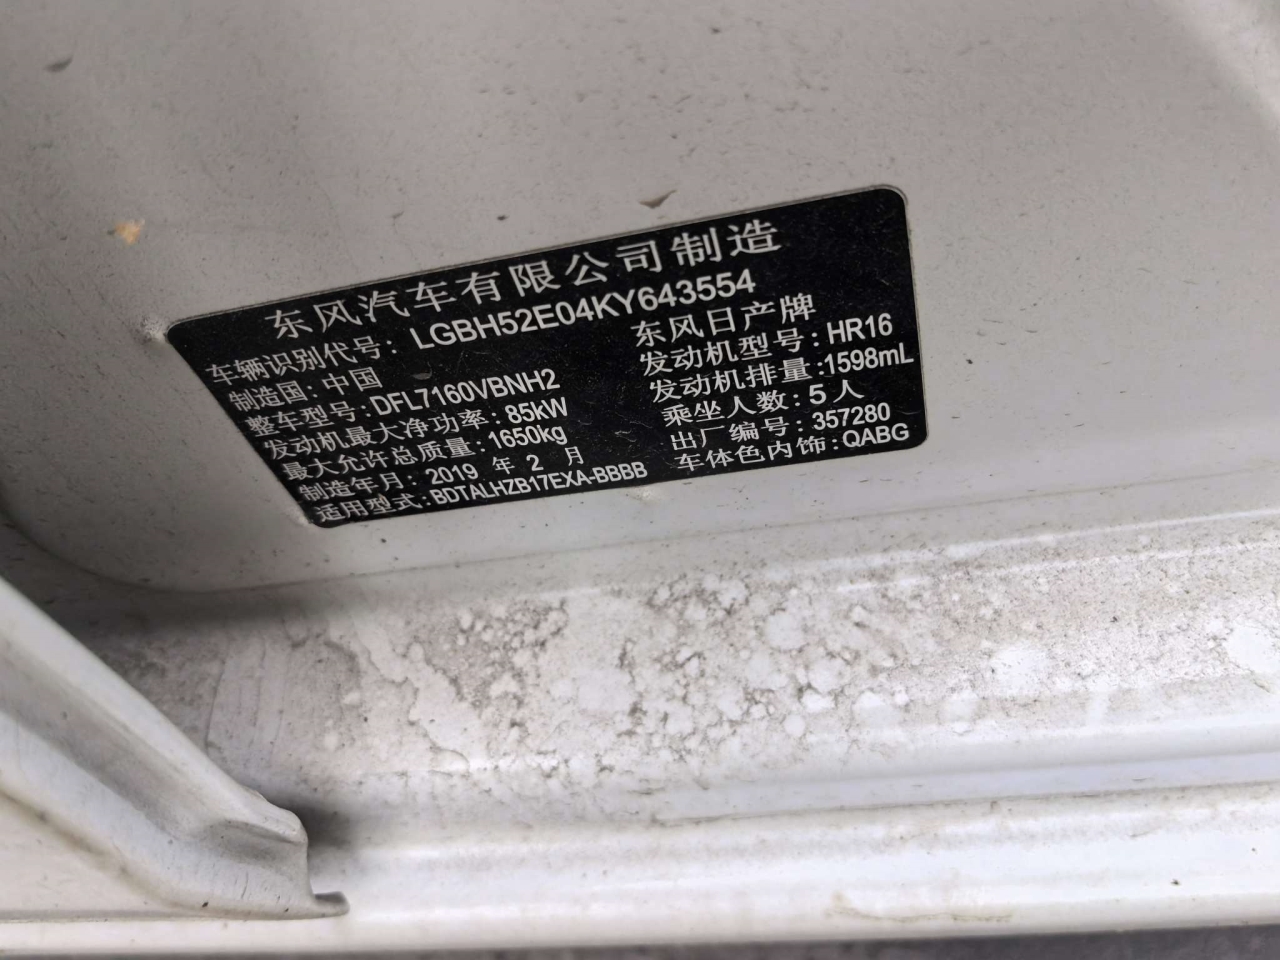 东风汽车有限公司制造
车辆识别代号: LGBH52E04KY643554
制造国: 中国 东风日产牌
整车型号: DFL7160VBNH2 发动机型号: HR16
发动机最大净功率: 85kW 发动机排量:1598mL
最大允许总质量: 1650kg 乘坐人数: 5 人
制造年月: 2019 年 2 月 出厂编号: 357280
适用型式: BDTALHZB17EXA-BBBB 车体色内饰: QABG